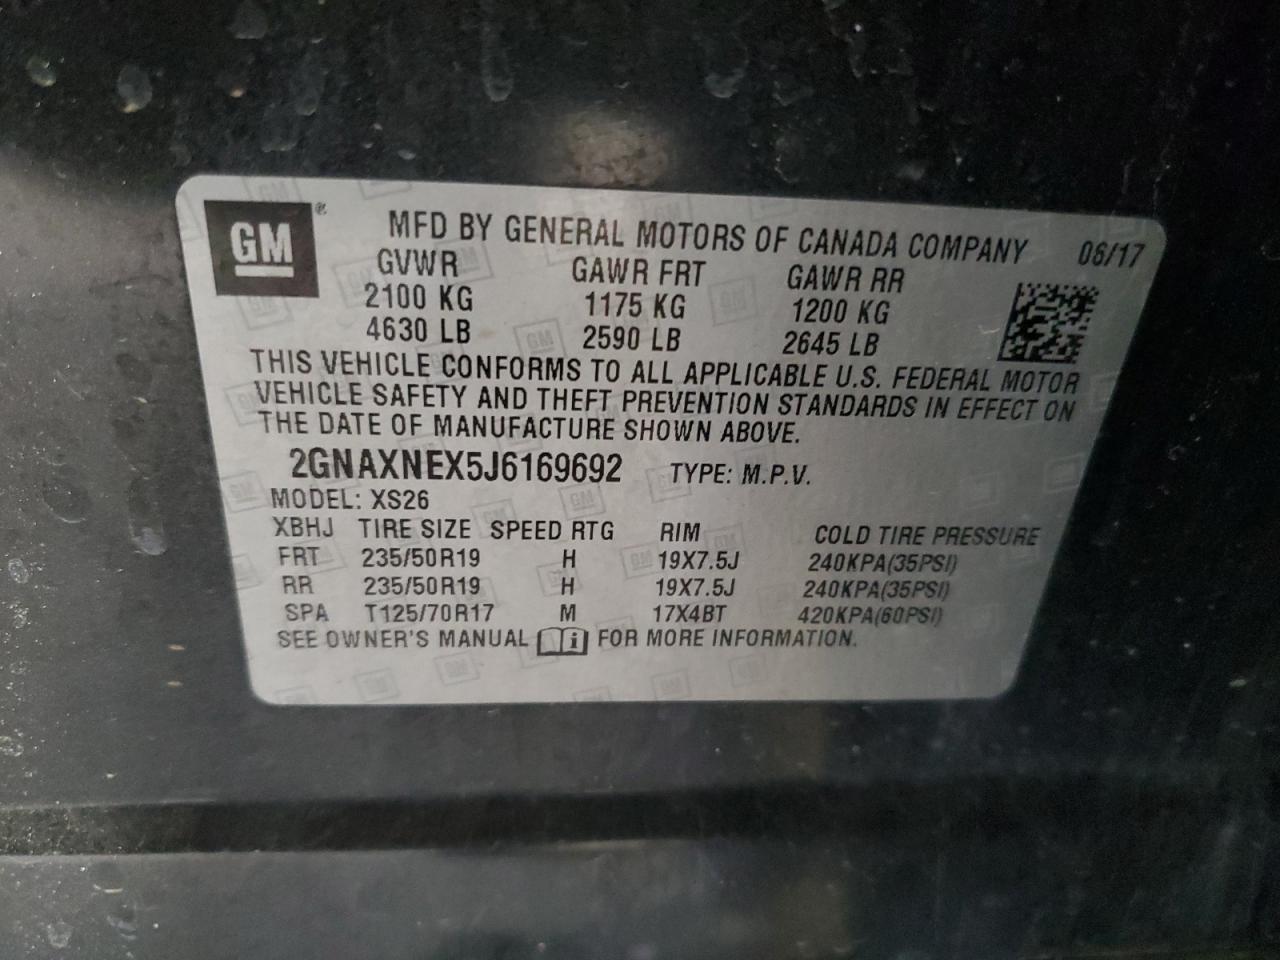 GM®
MFD BY GENERAL MOTORS OF CANADA COMPANY 06/17
GVWR GAWR FRT GAWR RR
2100 KG 1175 KG 1200 KG
4630 LB 2590 LB 2645 LB
THIS VEHICLE CONFORMS TO ALL APPLICABLE U.S. FEDERAL MOTOR
VEHICLE SAFETY AND THEFT PREVENTION STANDARDS IN EFFECT ON
THE DATE OF MANUFACTURE SHOWN ABOVE.
2GNAXNEX5J6169692 TYPE: M.P.V.
MODEL: XS26
XBHJ TIRE SIZE SPEED RTG RIM COLD TIRE PRESSURE
FRT 235/50R19 H 19X7.5J 240KPA(35PSI)
RR 235/50R19 H 19X7.5J 240KPA(35PSI)
SPA T125/70R17 M 17X4BT 420KPA(60PSI)
SEE OWNER'S MANUAL i FOR MORE INFORMATION.